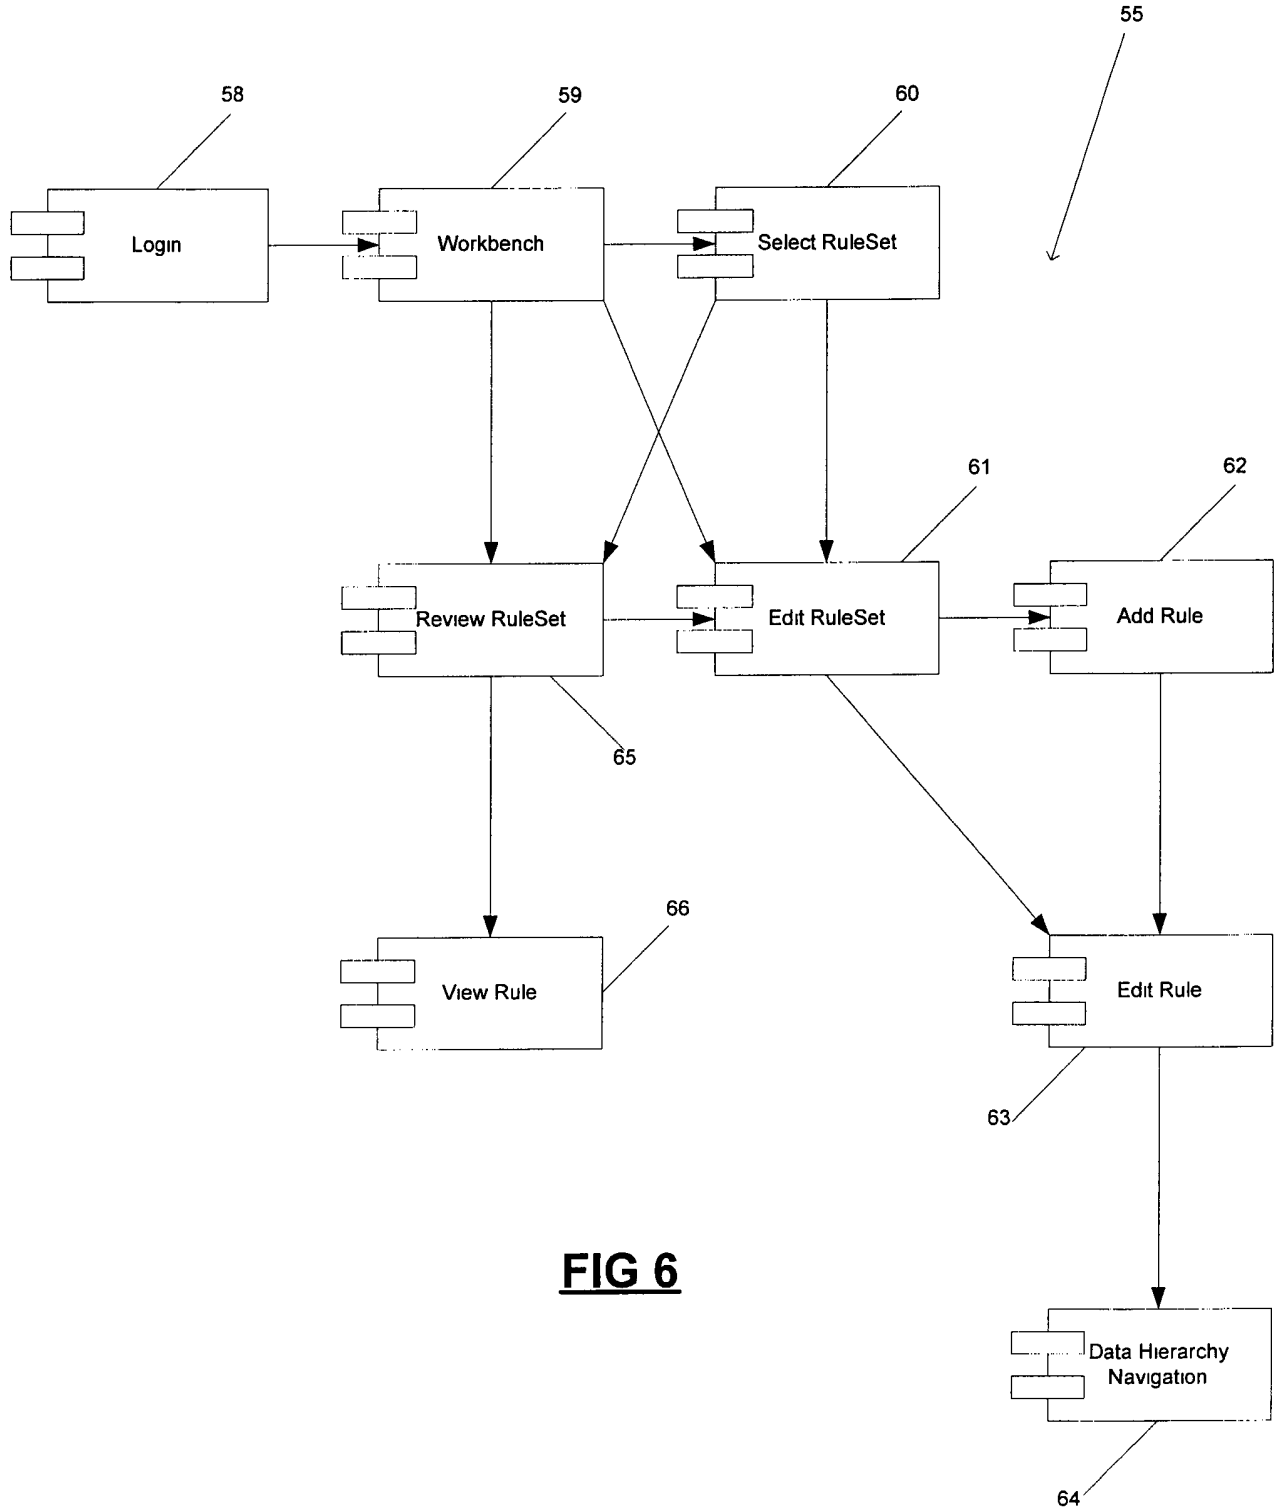 55
58
59
60
Login
Workbench
Select RuleSet
61
62
Review RuleSet
Edit RuleSet
Add Rule
65
66
View Rule
Edit Rule
63
FIG 6
Data Hierarchy
Navigation
64